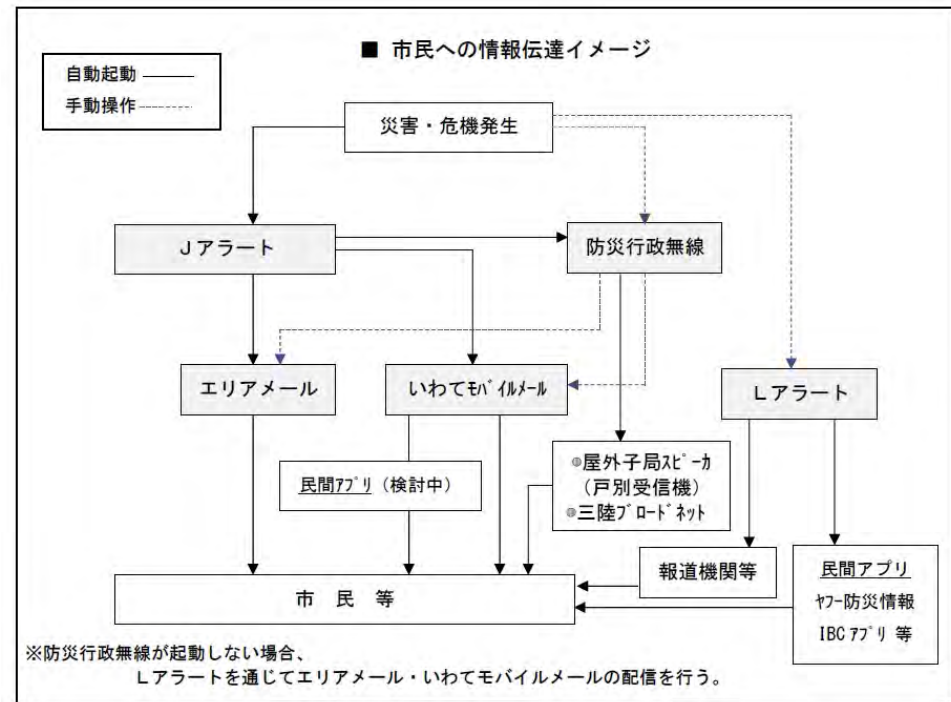 ■ 市民への情報伝達イメージ
自動起動
手動操作
災害・危機発生
Jアラート
防災行政無線
エリアメール
いわてﾓﾊﾞｲﾙﾒｰﾙ
Lアラート
民間ｱﾌﾟﾘ（検討中）
◎屋外子局ｽﾋﾟｰｶ
（戸別受信機）
◎三陸ﾌﾞﾛｰﾄﾞﾈｯﾄ
報道機関等
民間アプリ
ﾔﾌｰ防災情報
IBCｱﾌﾟﾘ 等
市 民 等
※防災行政無線が起動しない場合、
Lアラートを通じてエリアメール・いわてモバイルメールの配信を行う。